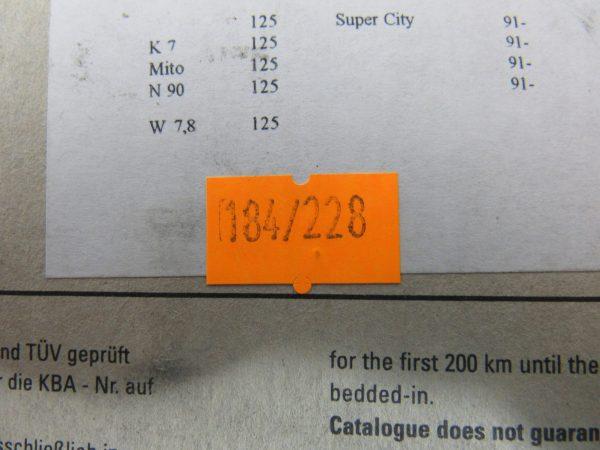 125 Super City 91-
K 7 125 91-
Mito 125 91-
N 90 125 91-
W 7,8 125
184/228
nd TÜV geprüft
die KBA - Nr. auf
for the first 200 km until the
bedded-in.
Catalogue does not guaran